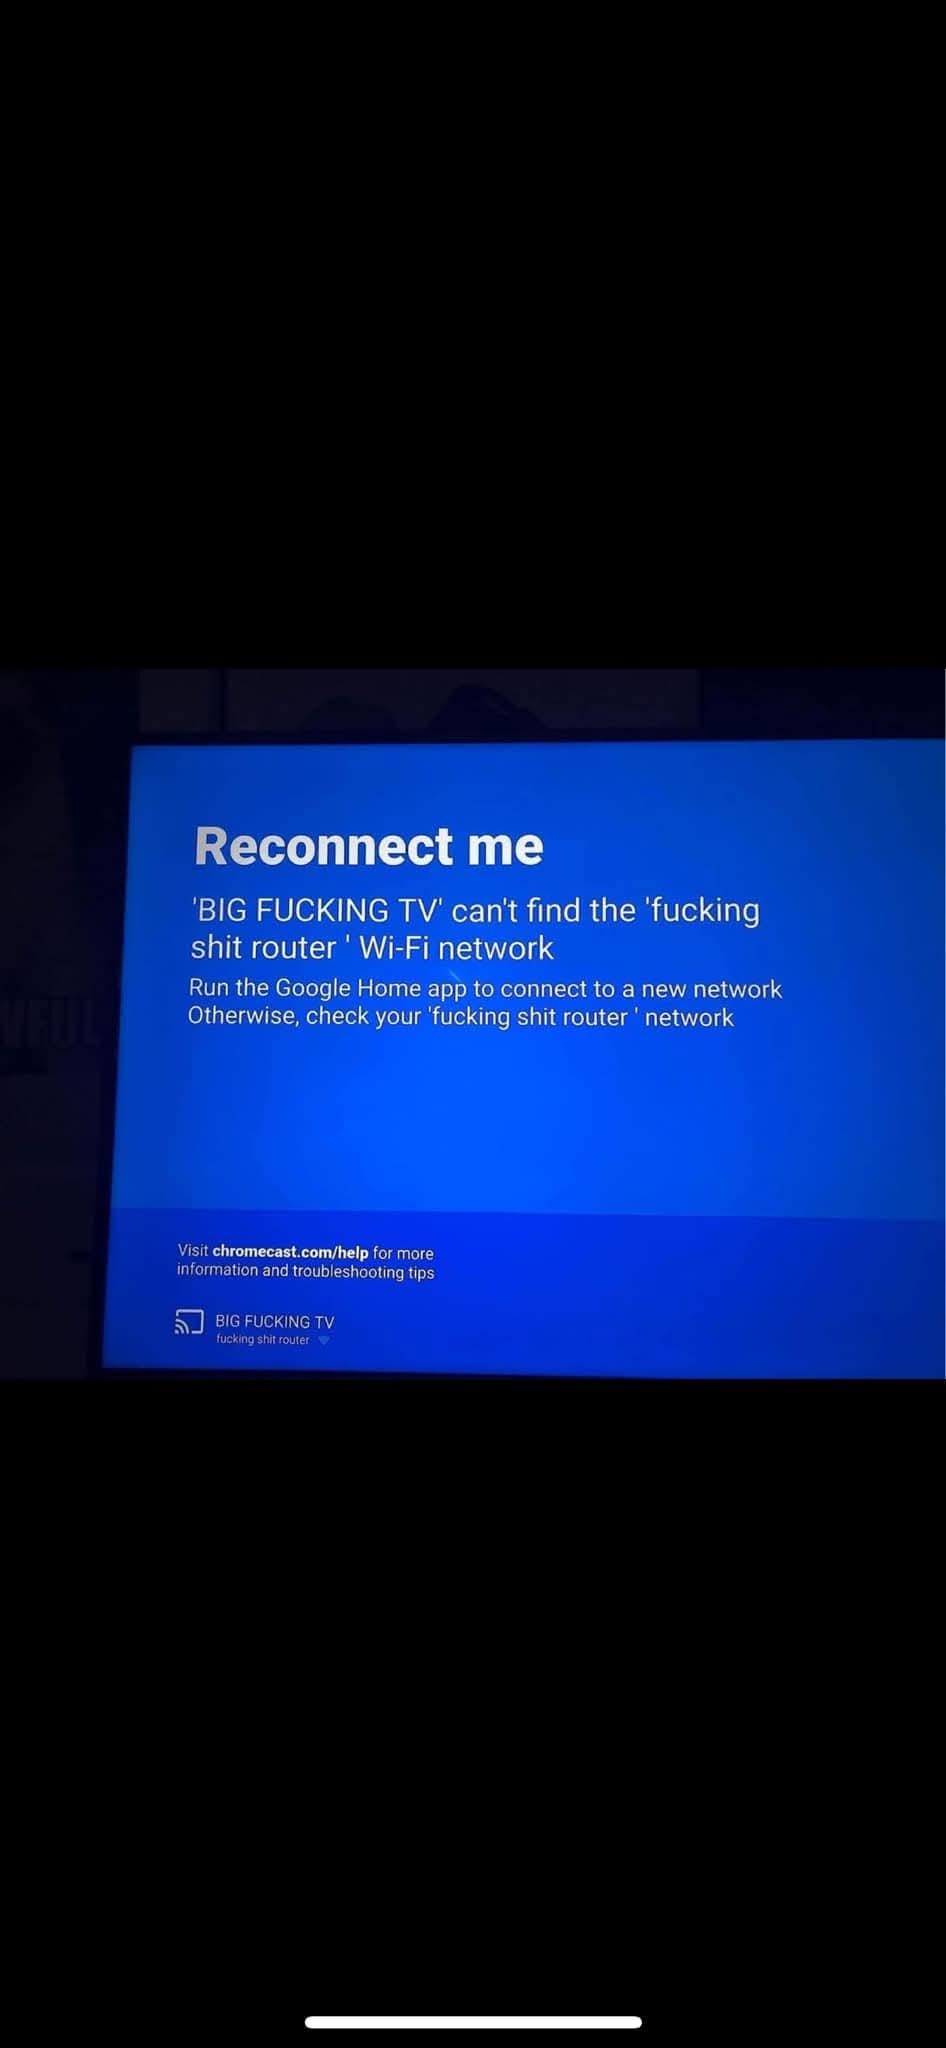 Reconnect me
'BIG FUCKING TV' can't find the 'fucking
shit router ' Wi-Fi network
Run the Google Home app to connect to a new network
Otherwise, check your 'fucking shit router ' network
Visit chromecast.com/help for more
information and troubleshooting tips
BIG FUCKING TV
fucking shit router